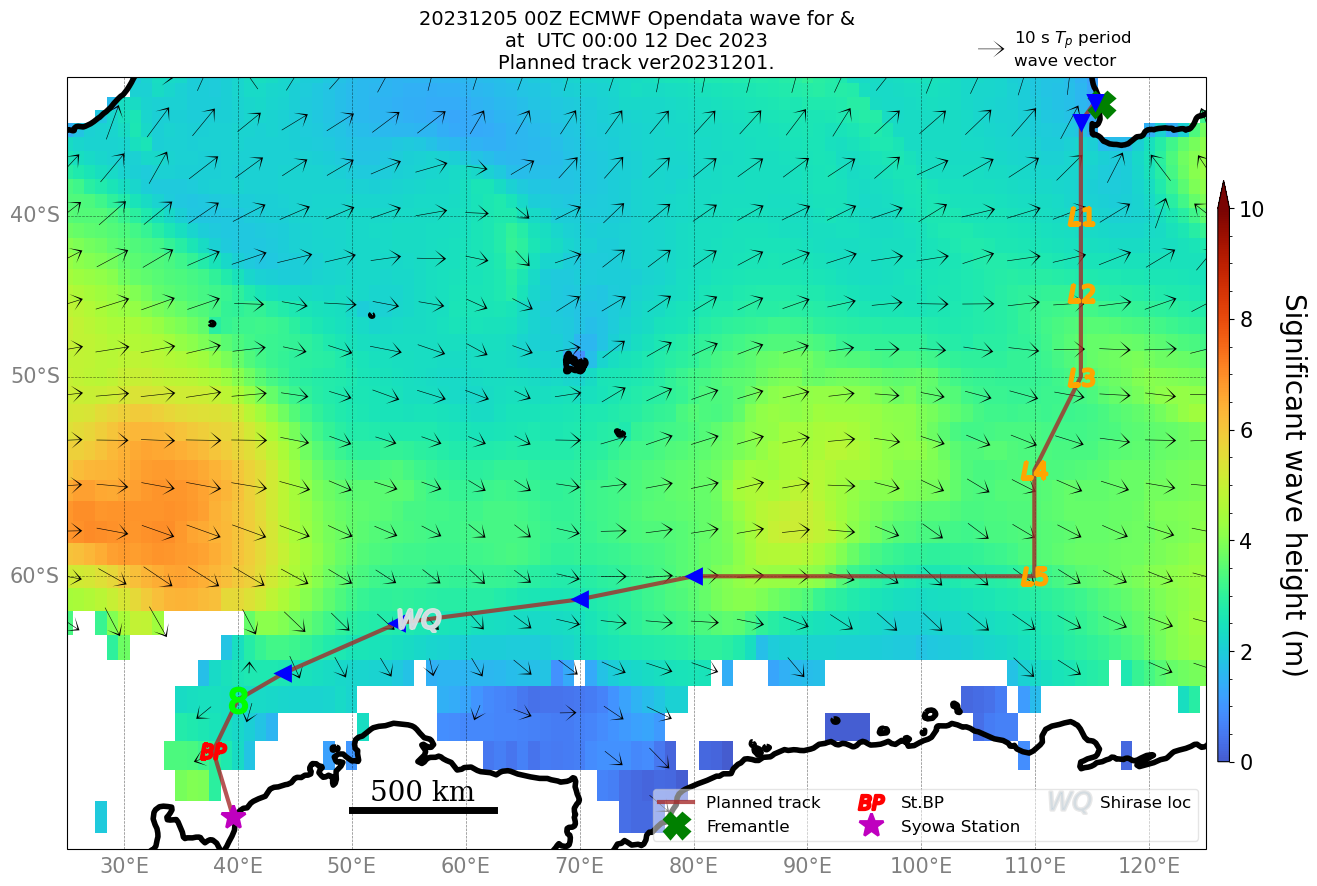 20231205 00Z ECMWF Opendata wave for &
at  UTC 00:00 12 Dec 2023
Planned track ver20231201.
10 s Tp period
wave vector
40°S
50°S
60°S
L1
L2
L3
L4
L5
WQ
8
BP
500 km
Planned track
Fremantle
BP St.BP
Syowa Station
WQ Shirase loc
30°E 40°E 50°E 60°E 70°E 80°E 90°E 100°E 110°E 120°E
10
8
6
4
2
0
Significant wave height (m)